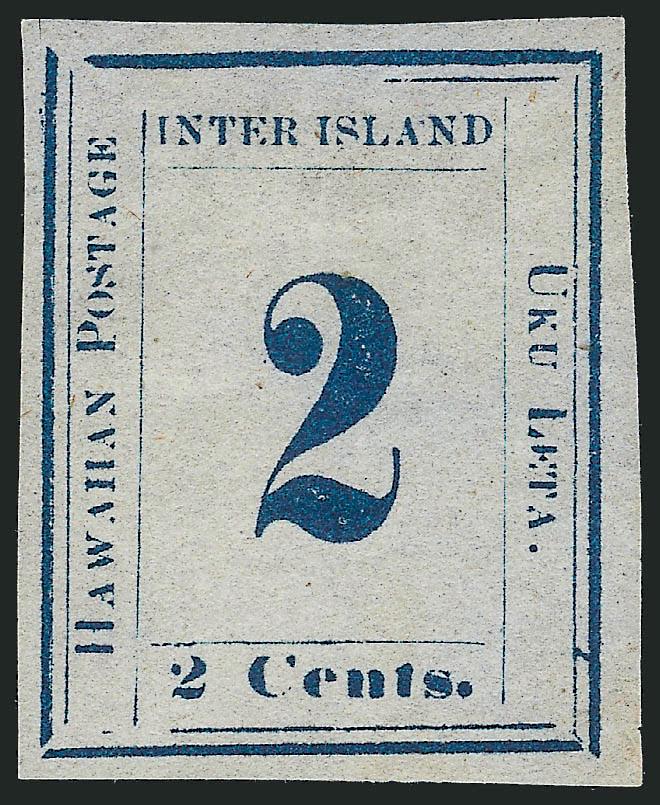 INTER ISLAND
HAWAIIAN POSTAGE
2
UKU LETA.
2 Cents.